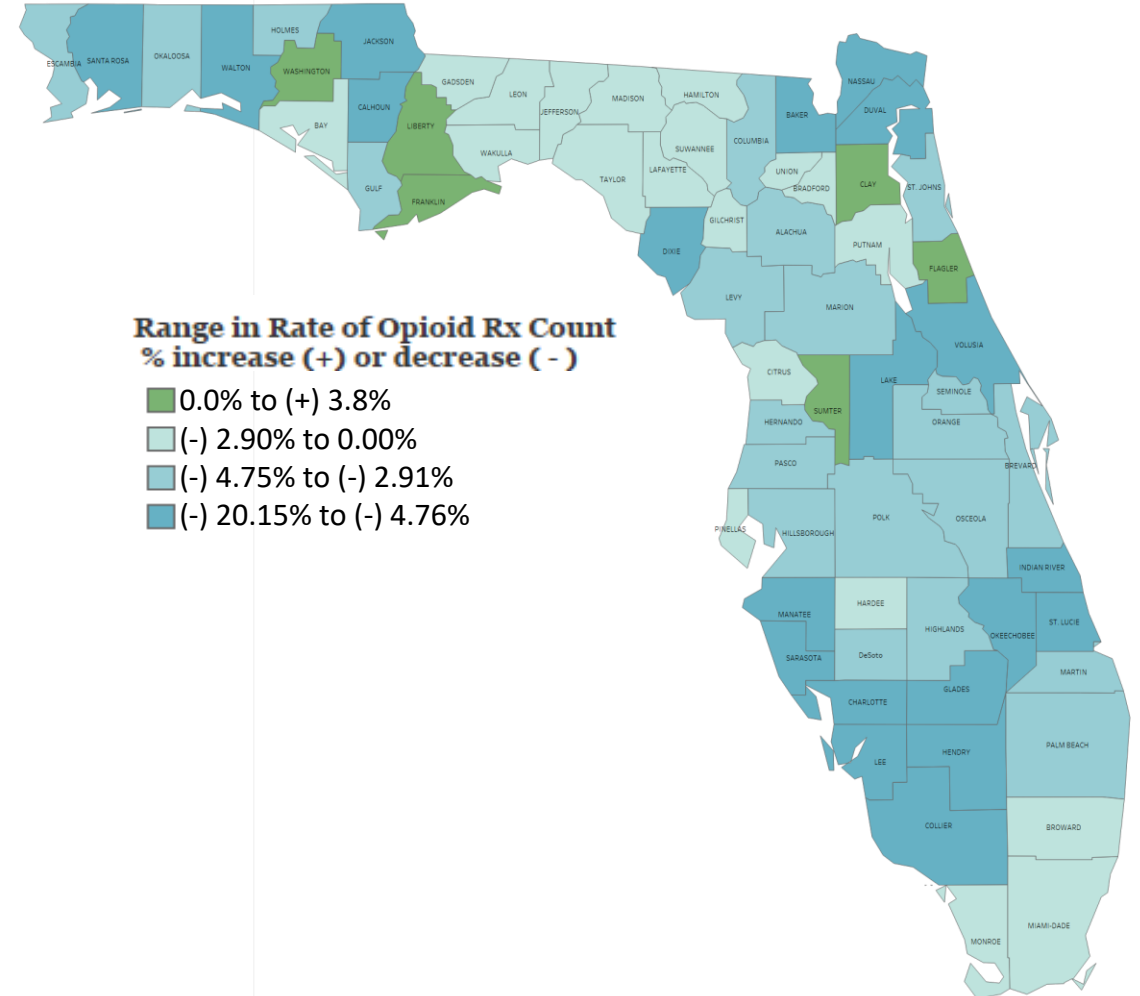 HOLMES
JACKSON
ESCAMBIA
SANTA ROSA
OKALOOSA
WALTON
WASHINGTON
CALHOUN
BAY
GULF
LIBERTY
FRANKLIN
GADSDEN
LEON
JEFFERSON
WAKULLA
MADISON
HAMILTON
TAYLOR
LAFAYETTE
SUWANNEE
COLUMBIA
BAKER
NASSAU
DUVAL
UNION
BRADFORD
CLAY
ST. JOHNS
GILCHRIST
DIXIE
ALACHUA
PUTNAM
FLAGLER
LEVY
MARION
VOLUSIA
Range in Rate of Opioid Rx Count
% increase (+) or decrease ( - )
0.0% to (+) 3.8%
(-) 2.90% to 0.00%
(-) 4.75% to (-) 2.91%
(-) 20.15% to (-) 4.76%
CITRUS
SUMTER
LAKE
SEMINOLE
HERNANDO
ORANGE
PASCO
BREVARD
PINELLAS
HILLSBOROUGH
POLK
OSCEOLA
INDIAN RIVER
MANATEE
HARDEE
HIGHLANDS
OKEECHOBEE
ST. LUCIE
SARASOTA
DeSoto
MARTIN
CHARLOTTE
GLADES
LEE
HENDRY
PALM BEACH
COLLIER
BROWARD
MONROE
MIAMI-DADE